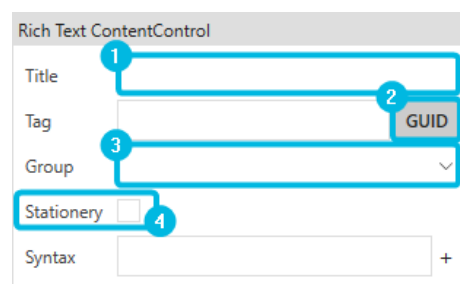 Rich Text ContentControl
1
Title
2
Tag GUID
3
Group
Stationery 4
Syntax +